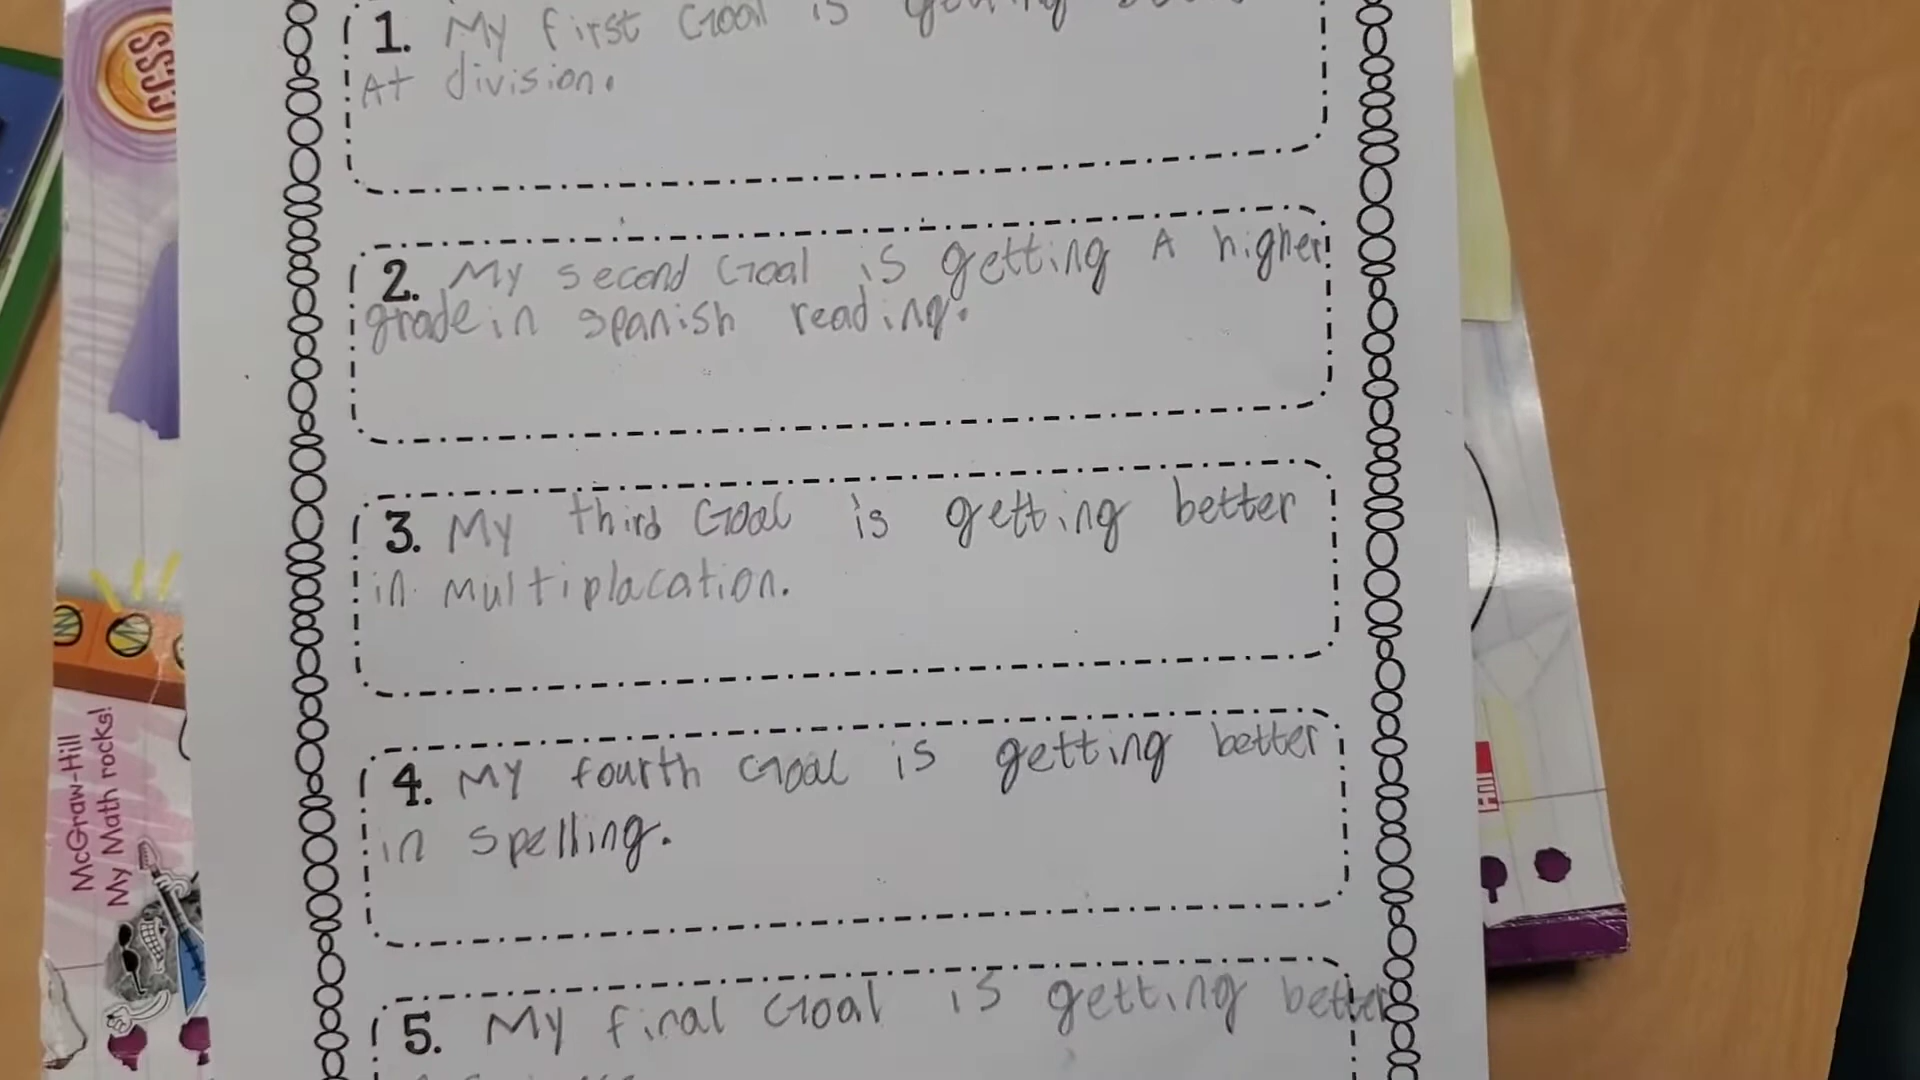 1. My first Goal is getting
At division.
2. My second Goal is getting A higher
grade in spanish reading.
3. My third Goal is getting better
in multiplacation.
4. My fourth Goal is getting better
in spelling.
5. My final Goal is getting better
CCSS
McGraw-Hill
My Math rocks!